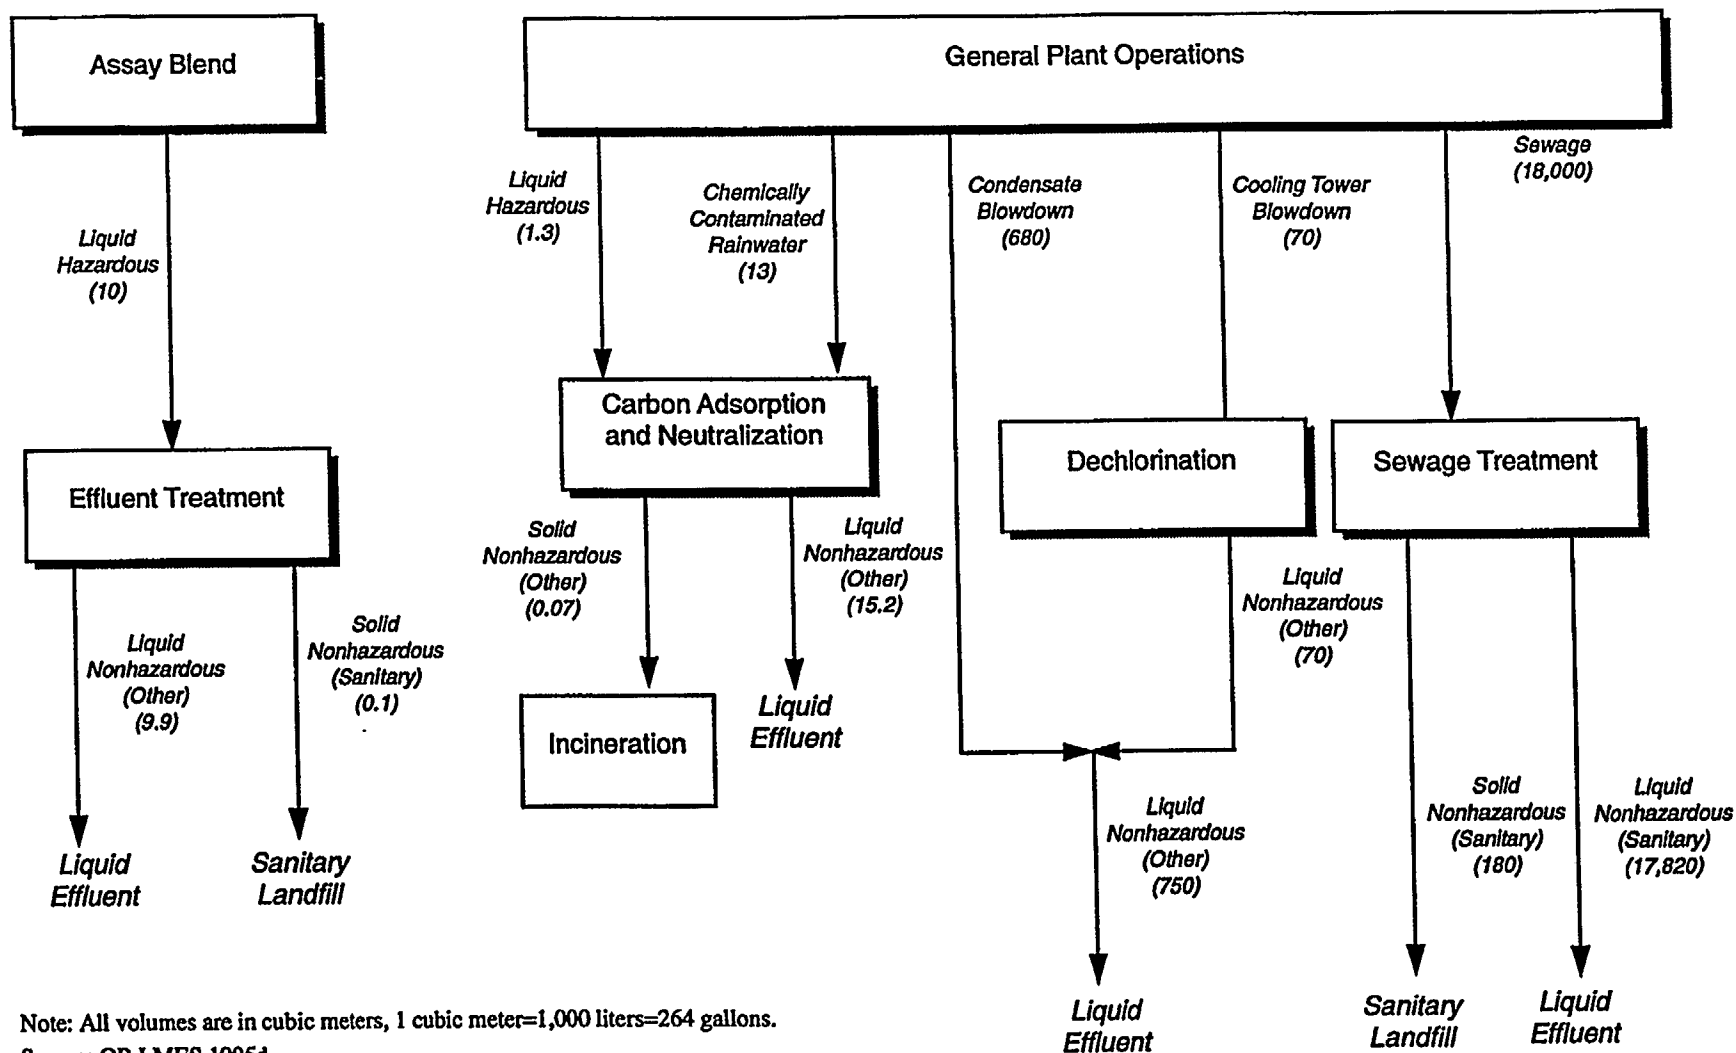 Assay Blend
General Plant Operations
Liquid
Hazardous
(10)
Liquid
Hazardous
(1.3)
Chemically
Contaminated
Rainwater
(13)
Condensate
Blowdown
(680)
Cooling Tower
Blowdown
(70)
Sewage
(18,000)
Effluent Treatment
Carbon Adsorption
and Neutralization
Dechlorination
Sewage Treatment
Liquid
Nonhazardous
(Other)
(9.9)
Solid
Nonhazardous
(Sanitary)
(0.1)
Solid
Nonhazardous
(Other)
(0.07)
Liquid
Nonhazardous
(Other)
(15.2)
Liquid
Nonhazardous
(Other)
(70)
Incineration
Liquid
Effluent
Liquid
Effluent
Sanitary
Landfill
Liquid
Nonhazardous
(Other)
(750)
Solid
Nonhazardous
(Sanitary)
(180)
Liquid
Nonhazardous
(Sanitary)
(17,820)
Liquid
Effluent
Sanitary
Landfill
Liquid
Effluent
Note: All volumes are in cubic meters, 1 cubic meter=1,000 liters=264 gallons.